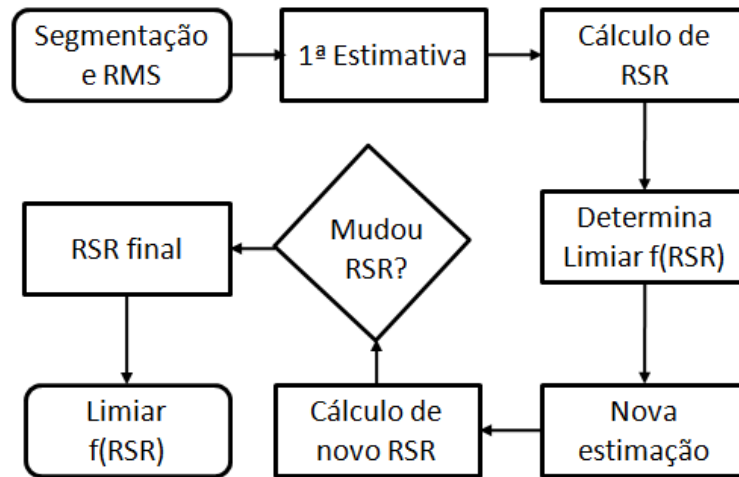 Segmentação
e RMS
1ª Estimativa
Cálculo de
RSR
Determina
Limiar f(RSR)
Nova
estimação
Cálculo de
novo RSR
Mudou
RSR?
RSR final
Limiar
f(RSR)